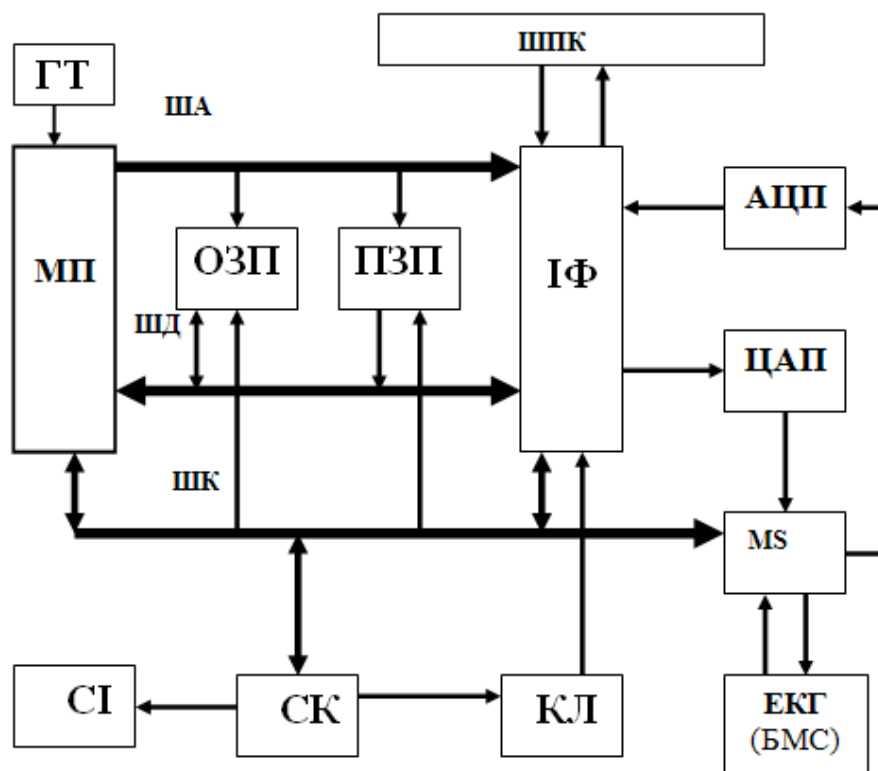 ШПК
ГТ
ША
АЦП
МП
ОЗП
ПЗП
ІФ
ШД
ЦАП
ШК
MS
СІ
СК
КЛ
ЕКГ
(БМС)